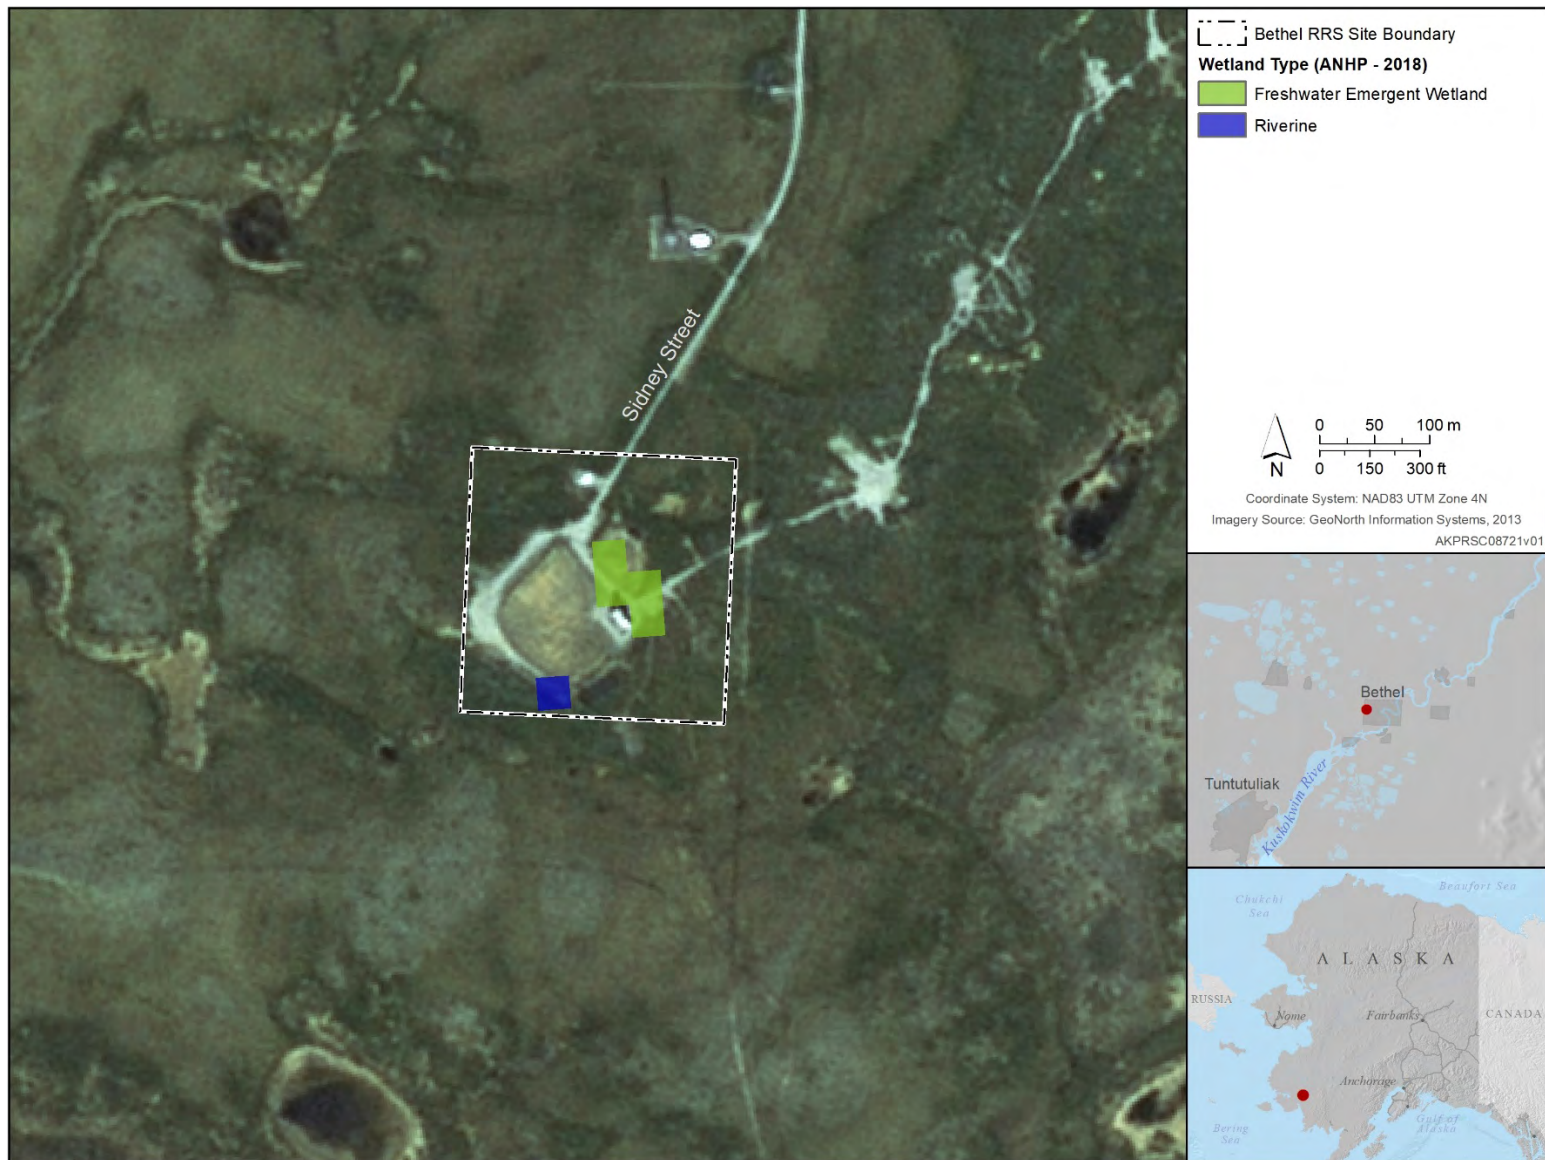 Sidney Street
Bethel RRS Site Boundary
Wetland Type (ANHP - 2018)
Freshwater Emergent Wetland
Riverine
0 50 100 m
0 150 300 ft
N
Coordinate System: NAD83 UTM Zone 4N
Imagery Source: GeoNorth Information Systems, 2013
AKPRSC08721v01
Bethel
Tuntutuliak
Kuskokwim River
Beaufort Sea
Chukchi
Sea
ALASKA
RUSSIA
Nome
Fairbanks
CANADA
Anchorage
Bering
Sea
Gulf of
Alaska